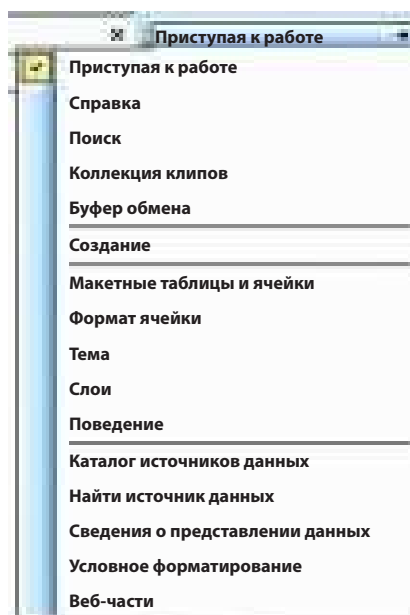 Приступая к работе
Приступая к работе
Справка
Поиск
Коллекция клипов
Буфер обмена
Создание
Макетные таблицы и ячейки
Формат ячейки
Тема
Слои
Поведение
Каталог источников данных
Найти источник данных
Сведения о представлении данных
Условное форматирование
Веб-части